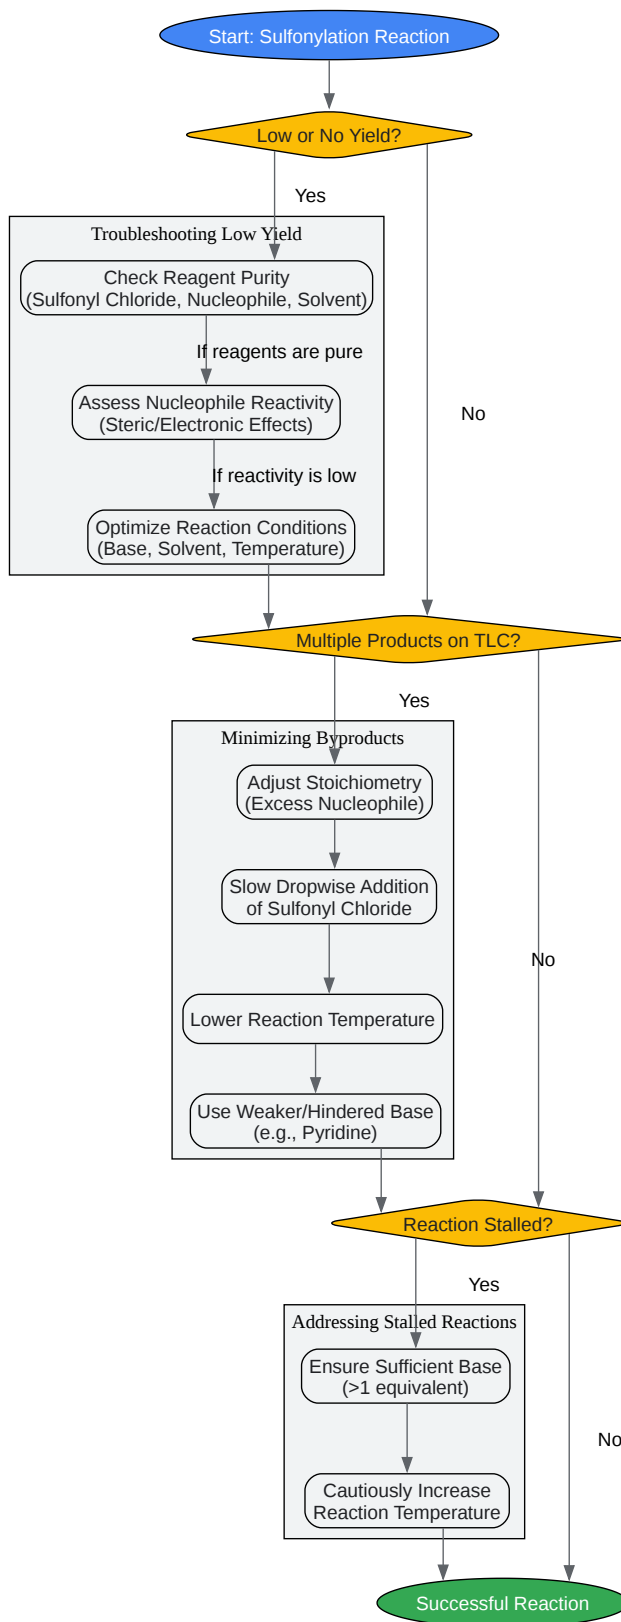 Start: Sulfonylation Reaction
Low or No Yield?
Yes
Troubleshooting Low Yield
Check Reagent Purity
(Sulfonyl Chloride, Nucleophile, Solvent)
If reagents are pure
Assess Nucleophile Reactivity
(Steric/Electronic Effects)
No
If reactivity is low
Optimize Reaction Conditions
(Base, Solvent, Temperature)
Multiple Products on TLC?
Yes
Minimizing Byproducts
Adjust Stoichiometry
(Excess Nucleophile)
Slow Dropwise Addition
of Sulfonyl Chloride
No
Lower Reaction Temperature
Use Weaker/Hindered Base
(e.g., Pyridine)
Reaction Stalled?
Yes
Addressing Stalled Reactions
Ensure Sufficient Base
(>1 equivalent)
No
Cautiously Increase
Reaction Temperature
Successful Reaction